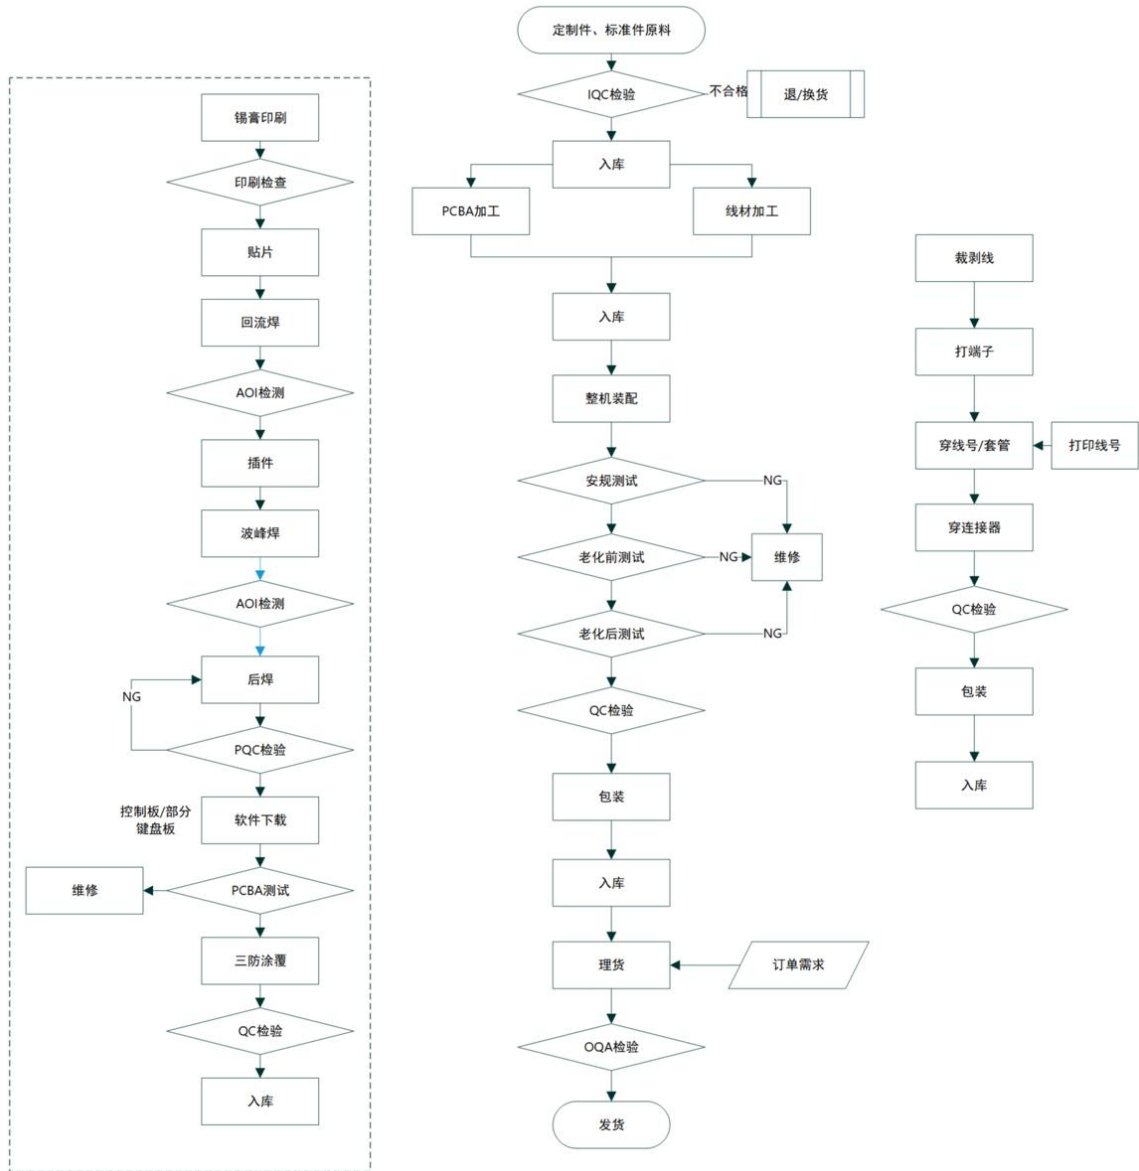 锡膏印刷
印刷检查
贴片
回流焊
AOI检测
插件
波峰焊
AOI检测
后焊
NG
PQC检验
控制板/部分
键盘板
软件下载
维修
PCBA测试
三防涂覆
QC检验
入库
定制件、标准件原料
IQC检验
不合格
退/换货
入库
PCBA加工
线材加工
入库
整机装配
安规测试
NG
老化前测试
NG
维修
老化后测试
NG
QC检验
包装
入库
理货
订单需求
OQA检验
发货
裁剥线
打端子
穿线号/套管
打印线号
穿连接器
QC检验
包装
入库